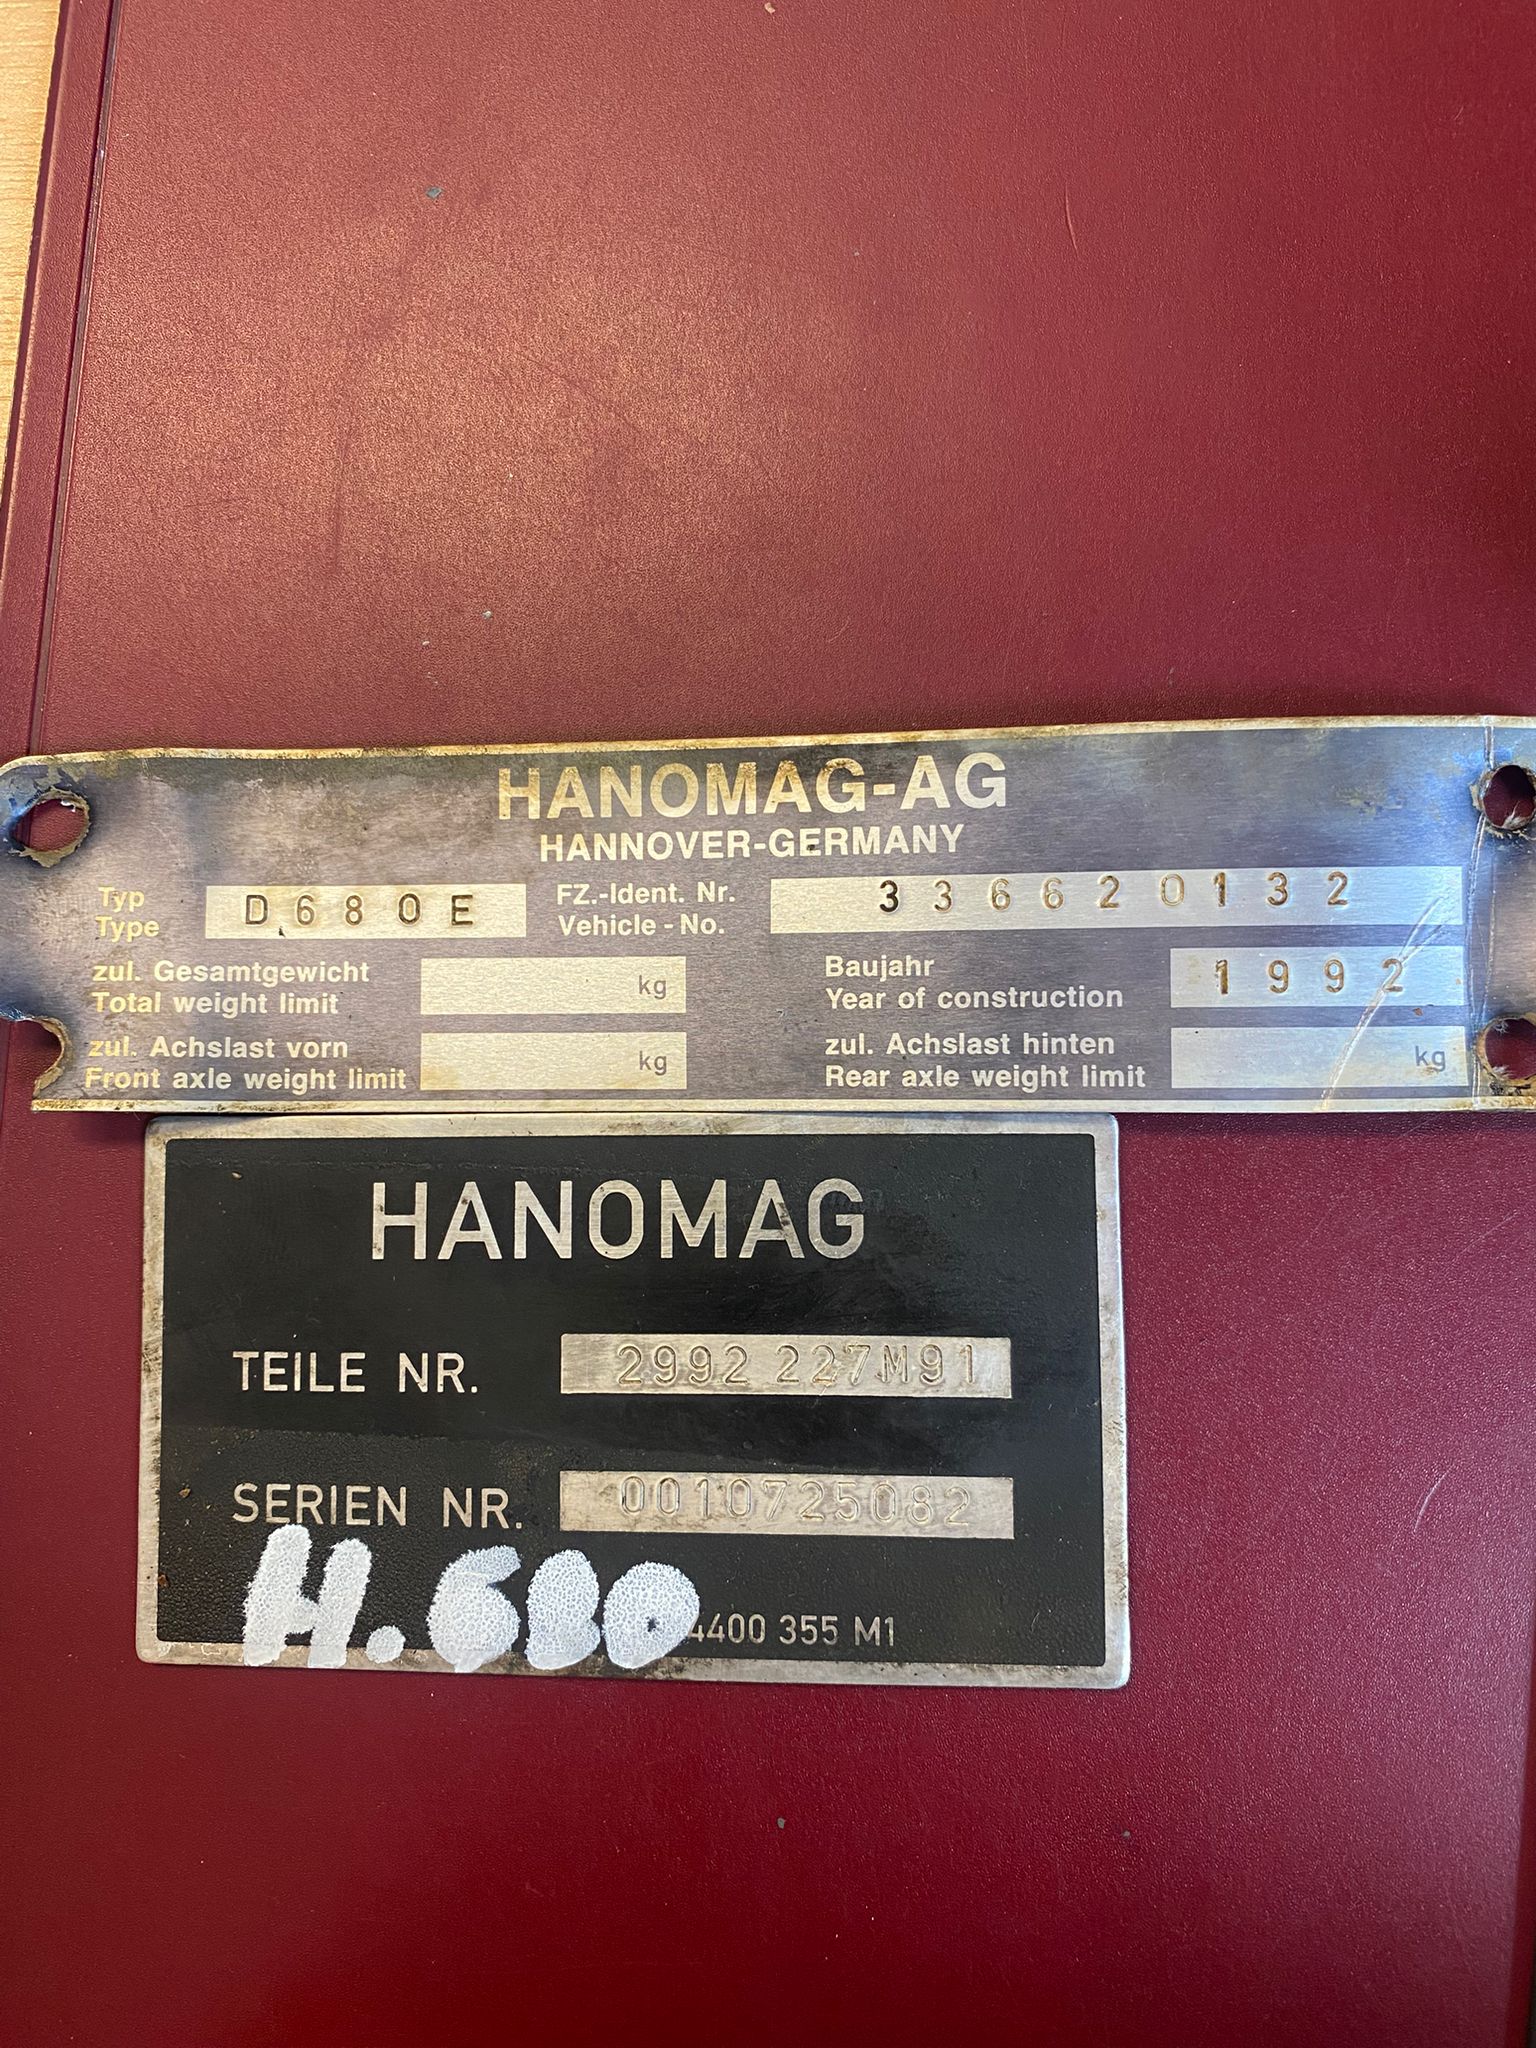 HANOMAG-AG
HANNOVER-GERMANY
Typ
Type
D680E
FZ.-Ident. Nr.
Vehicle - No.
336620132
zul. Gesamtgewicht
Total weight limit
kg
Baujahr
Year of construction
1992
zul. Achslast vorn
Front axle weight limit
kg
zul. Achslast hinten
Rear axle weight limit
kg
HANOMAG
TEILE NR. 2992 227M91
SERIEN NR. 0010725082
H.680
4400 355 M1